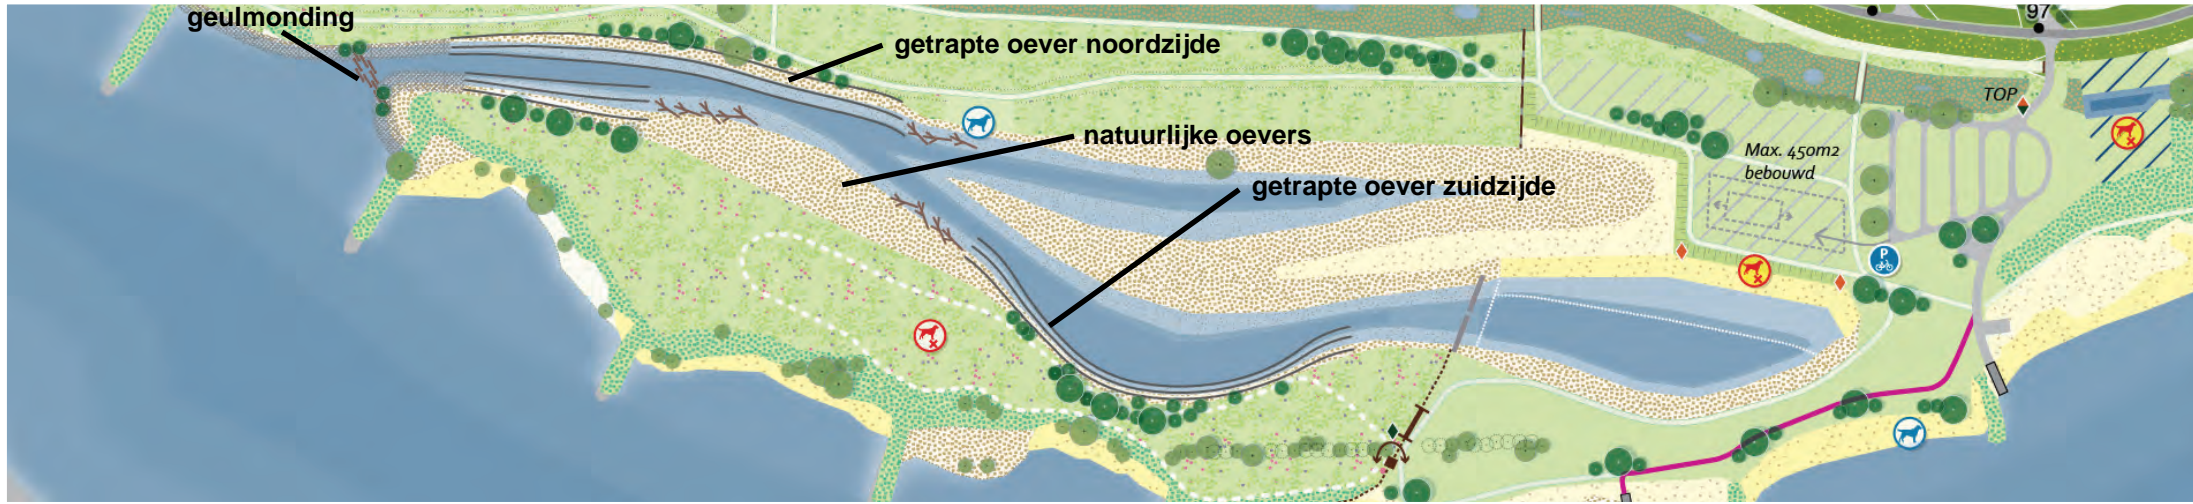 geulmonding
97
getrapte oever noordzijde
TOP
natuurlijke oevers
Max. 450m2
bebouwd
getrapte oever zuidzijde
P